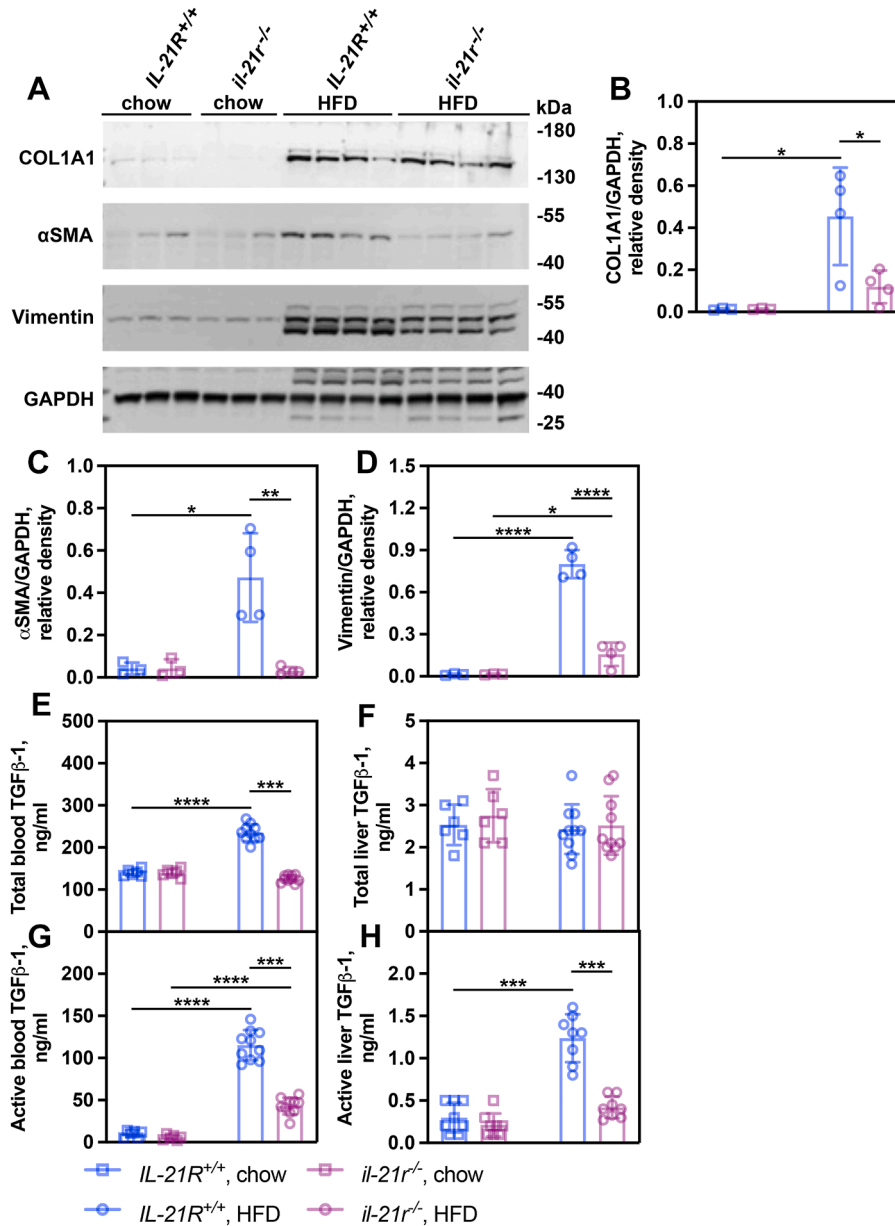 A
IL-21R+/+
il-21r-/-
IL-21R+/+
il-21r-/-
chow
chow
HFD
HFD
kDa
COL1A1
-180
-130
αSMA
-55
-40
Vimentin
-55
-40
GAPDH
-40
-25
B
COL1A1/GAPDH,
relative density
1.0
0.8
0.6
0.4
0.2
0.0
*
*
C
αSMA/GAPDH,
relative density
1.0
0.8
0.6
0.4
0.2
0.0
*
**
D
Vimentin/GAPDH,
relative density
1.5
1.2
0.9
0.6
0.3
0.0
****
*
****
E
Total blood TGFβ-1,
ng/ml
500
400
300
200
100
0
****
***
F
Total liver TGFβ-1,
ng/ml
5
4
3
2
1
0
G
Active blood TGFβ-1,
ng/ml
200
150
100
50
0
***
****
****
H
Active liver TGFβ-1,
ng/ml
2.0
1.5
1.0
0.5
0.0
***
***
IL-21R+/+, chow
il-21r-/-, chow
IL-21R+/+, HFD
il-21r-/-, HFD